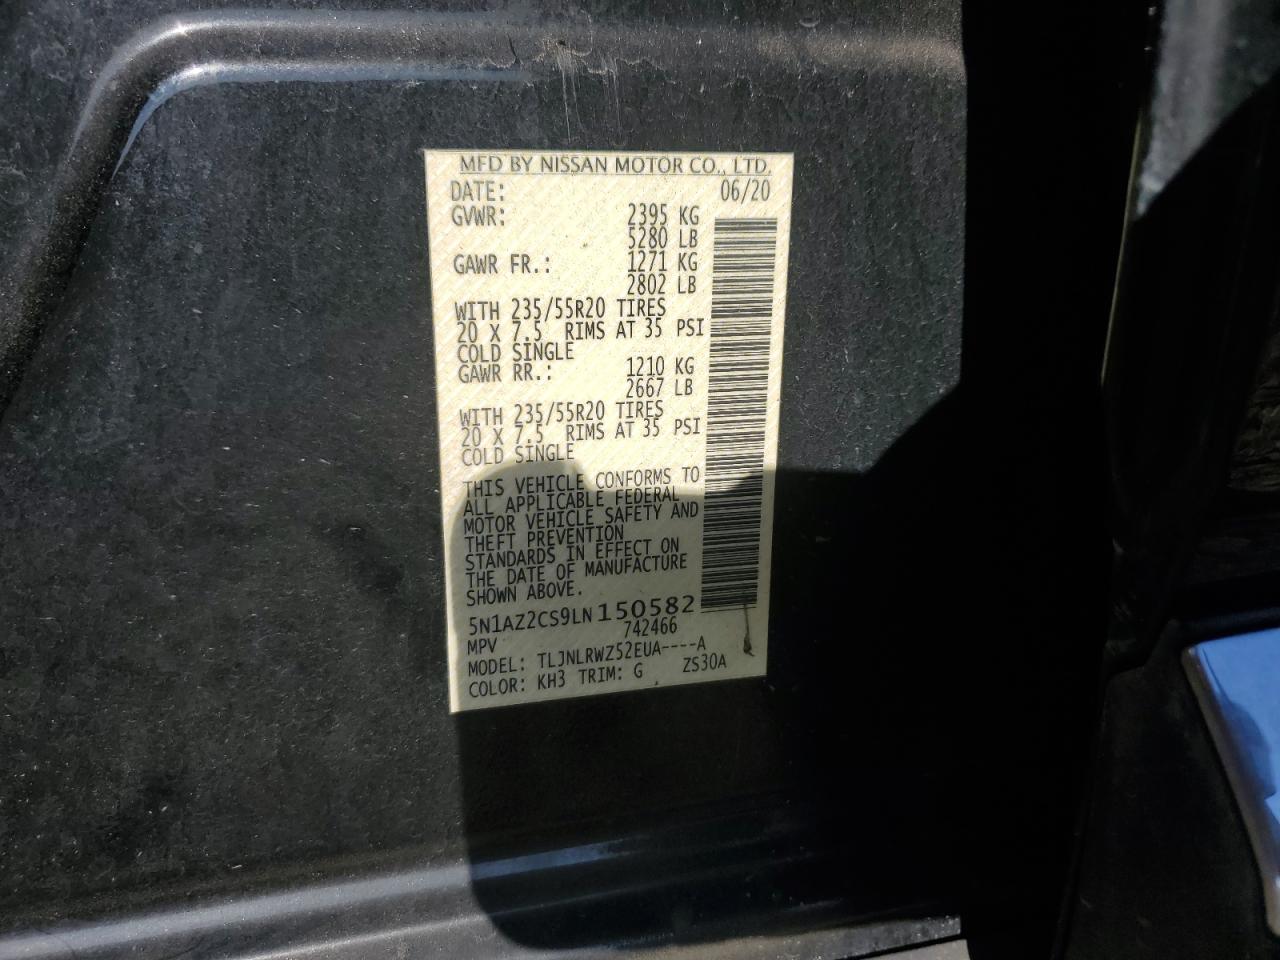 MFD BY NISSAN MOTOR CO., LTD.
DATE: 06/20
GVWR: 2395 KG
5280 LB
GAWR FR.: 1271 KG
2802 LB
WITH 235/55R20 TIRES
20 X 7.5 RIMS AT 35 PSI
COLD SINGLE
GAWR RR.: 1210 KG
2667 LB
WITH 235/55R20 TIRES
20 X 7.5 RIMS AT 35 PSI
COLD SINGLE
THIS VEHICLE CONFORMS TO
ALL APPLICABLE FEDERAL
MOTOR VEHICLE SAFETY AND
THEFT PREVENTION
STANDARDS IN EFFECT ON
THE DATE OF MANUFACTURE
SHOWN ABOVE.
5N1AZ2CS9LN150582
742466
MPV
MODEL: TLJNLRWZ52EUA----A
COLOR: KH3 TRIM: G ZS30A